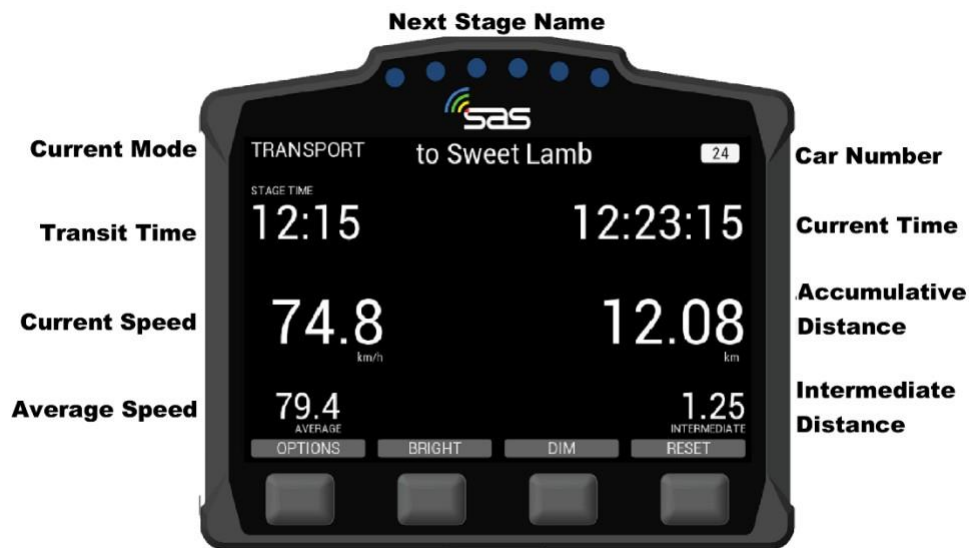 Next Stage Name
sas
Current Mode
TRANSPORT
to Sweet Lamb
24
Car Number
STAGE TIME
Transit Time
12:15
12:23:15
Current Time
Current Speed
74.8
km/h
12.08
km
Accumulative
Distance
Average Speed
79.4
AVERAGE
1.25
INTERMEDIATE
Intermediate
Distance
OPTIONS
BRIGHT
DIM
RESET